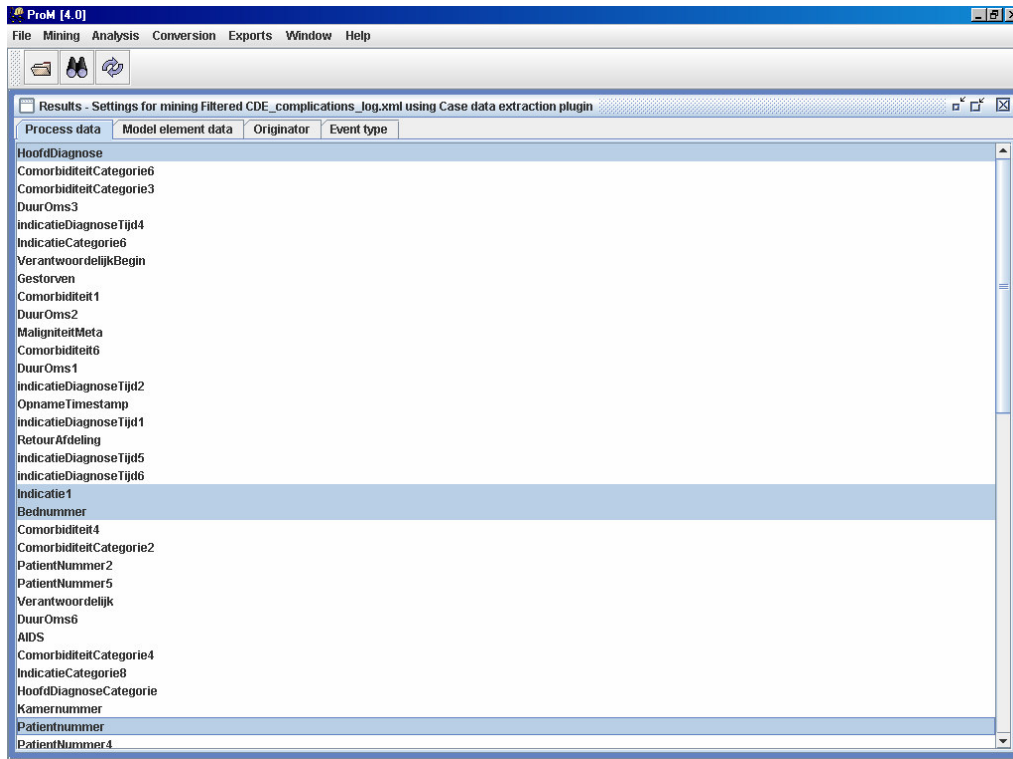 ProM [4.0]
File Mining Analysis Conversion Exports Window Help
Results - Settings for mining Filtered CDE_complications_log.xml using Case data extraction plugin
Process data Model element data Originator Event type
HoofdDiagnose
ComorbiditeitCategorie6
ComorbiditeitCategorie3
DuurOms3
indicatieDiagnoseTijd4
IndicatieCategorie6
VerantwoordelijkBegin
Gestorven
Comorbiditeit1
DuurOms2
MaligniteitMeta
Comorbiditeit6
DuurOms1
indicatieDiagnoseTijd2
OpnameTimestamp
indicatieDiagnoseTijd1
RetourAfdeling
indicatieDiagnoseTijd5
indicatieDiagnoseTijd6
Indicatie1
Bednummer
Comorbiditeit4
ComorbiditeitCategorie2
PatientNummer2
PatientNummer5
Verantwoordelijk
DuurOms6
AIDS
ComorbiditeitCategorie4
IndicatieCategorie8
HoofdDiagnoseCategorie
Kamernummer
Patientnummer
PatientNummer4